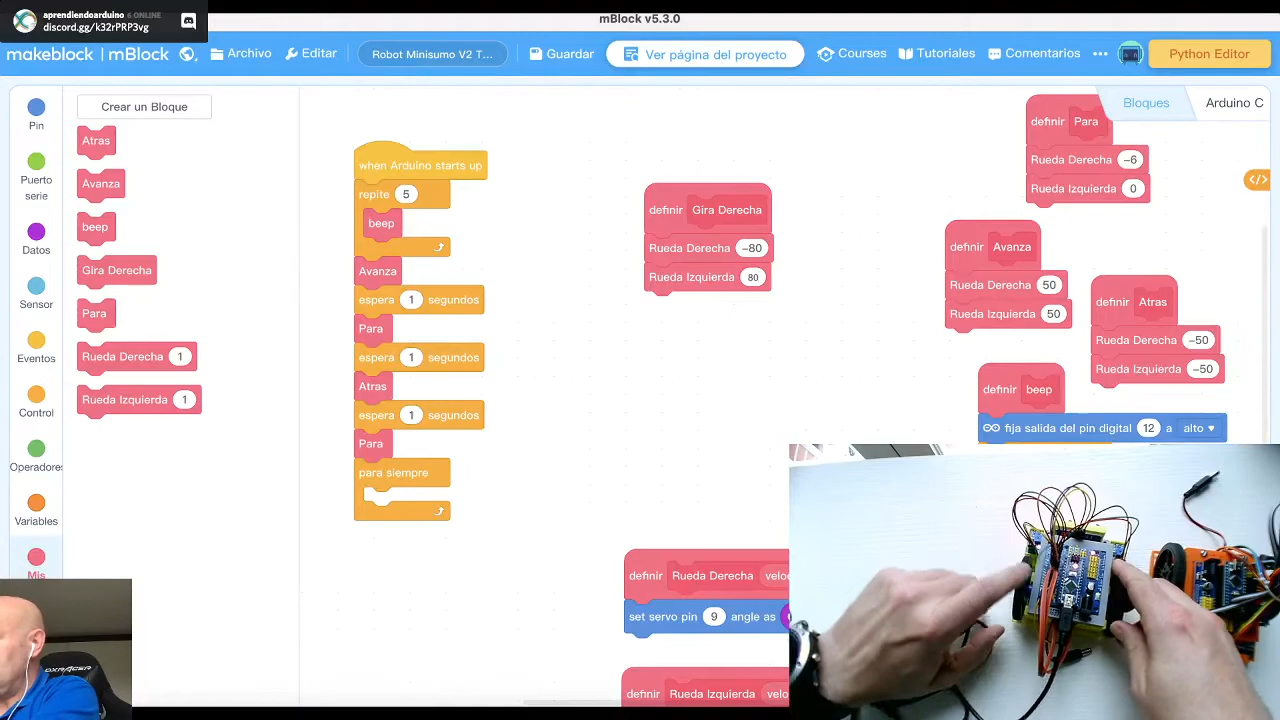 aprendiendoarduino 6 ONLINE
discord.gg/k32rPRP3vg
mBlock v5.3.0
makeblock | mBlock
Archivo
Editar
Robot Minisumo V2 T...
Guardar
Ver página del proyecto
Courses
Tutoriales
Comentarios
Python Editor
Pin
Puerto serie
Datos
Sensor
Eventos
Control
Operadores
Variables
Mis
Crear un Bloque
Atras
Avanza
beep
Gira Derecha
Para
Rueda Derecha 1
Rueda Izquierda 1
when Arduino starts up
repite 5
beep
Avanza
espera 1 segundos
Para
espera 1 segundos
Atras
espera 1 segundos
Para
para siempre
definir Gira Derecha
Rueda Derecha -80
Rueda Izquierda 80
Bloques
Arduino C
definir Para
Rueda Derecha -6
Rueda Izquierda 0
</>
definir Avanza
Rueda Derecha 50
Rueda Izquierda 50
definir Atras
Rueda Derecha -50
Rueda Izquierda -50
definir beep
fija salida del pin digital 12 a alto
definir Rueda Derecha velo
set servo pin 9 angle as
definir Rueda Izquierda velo
DXRACER